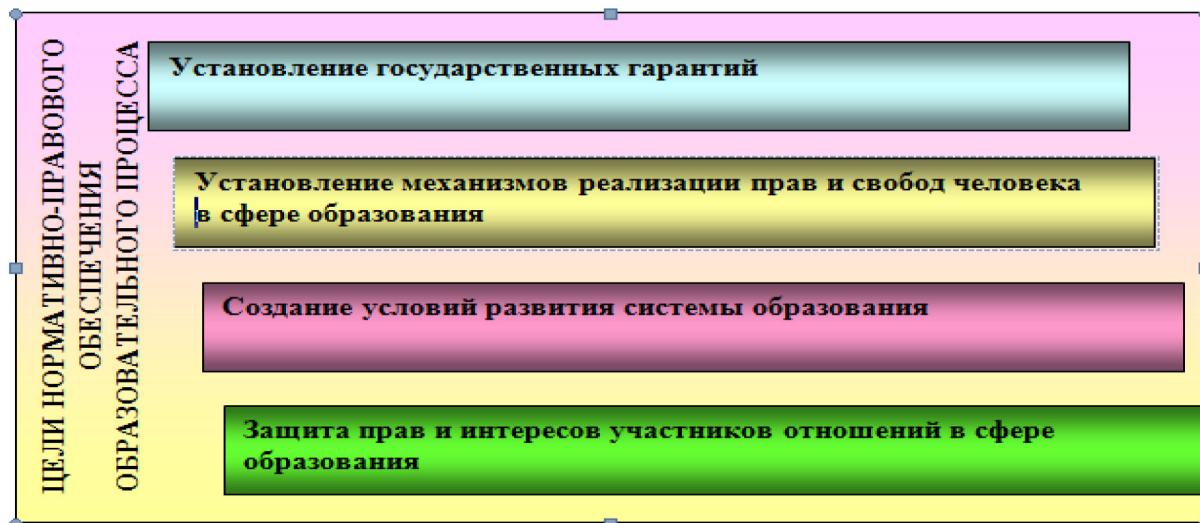 ЦЕЛИ НОРМАТИВНО-ПРАВОВОГО
ОБЕСПЕЧЕНИЯ
ОБРАЗОВАТЕЛЬНОГО ПРОЦЕССА
Установление государственных гарантий
Установление механизмов реализации прав и свобод человека
в сфере образования
Создание условий развития системы образования
Защита прав и интересов участников отношений в сфере
образования